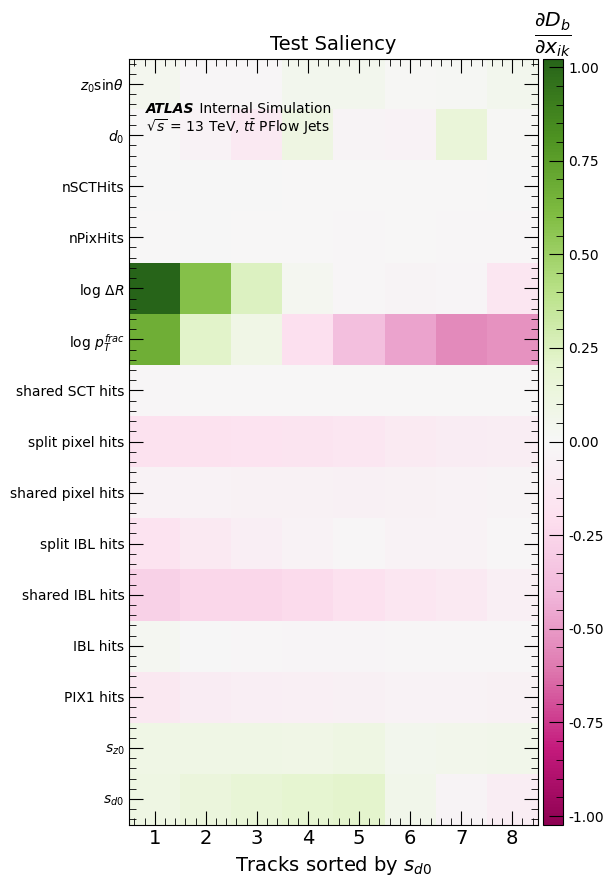 ∂D_b
∂x_ik
Test Saliency
ATLAS Internal Simulation
√s = 13 TeV, tt̄ PFlow Jets
z₀sinθ
d₀
nSCTHits
nPixHits
log ΔR
log p_T^frac
shared SCT hits
split pixel hits
shared pixel hits
split IBL hits
shared IBL hits
IBL hits
PIX1 hits
s_z0
s_d0
1 2 3 4 5 6 7 8
Tracks sorted by s_d0
1.00
0.75
0.50
0.25
0.00
-0.25
-0.50
-0.75
-1.00